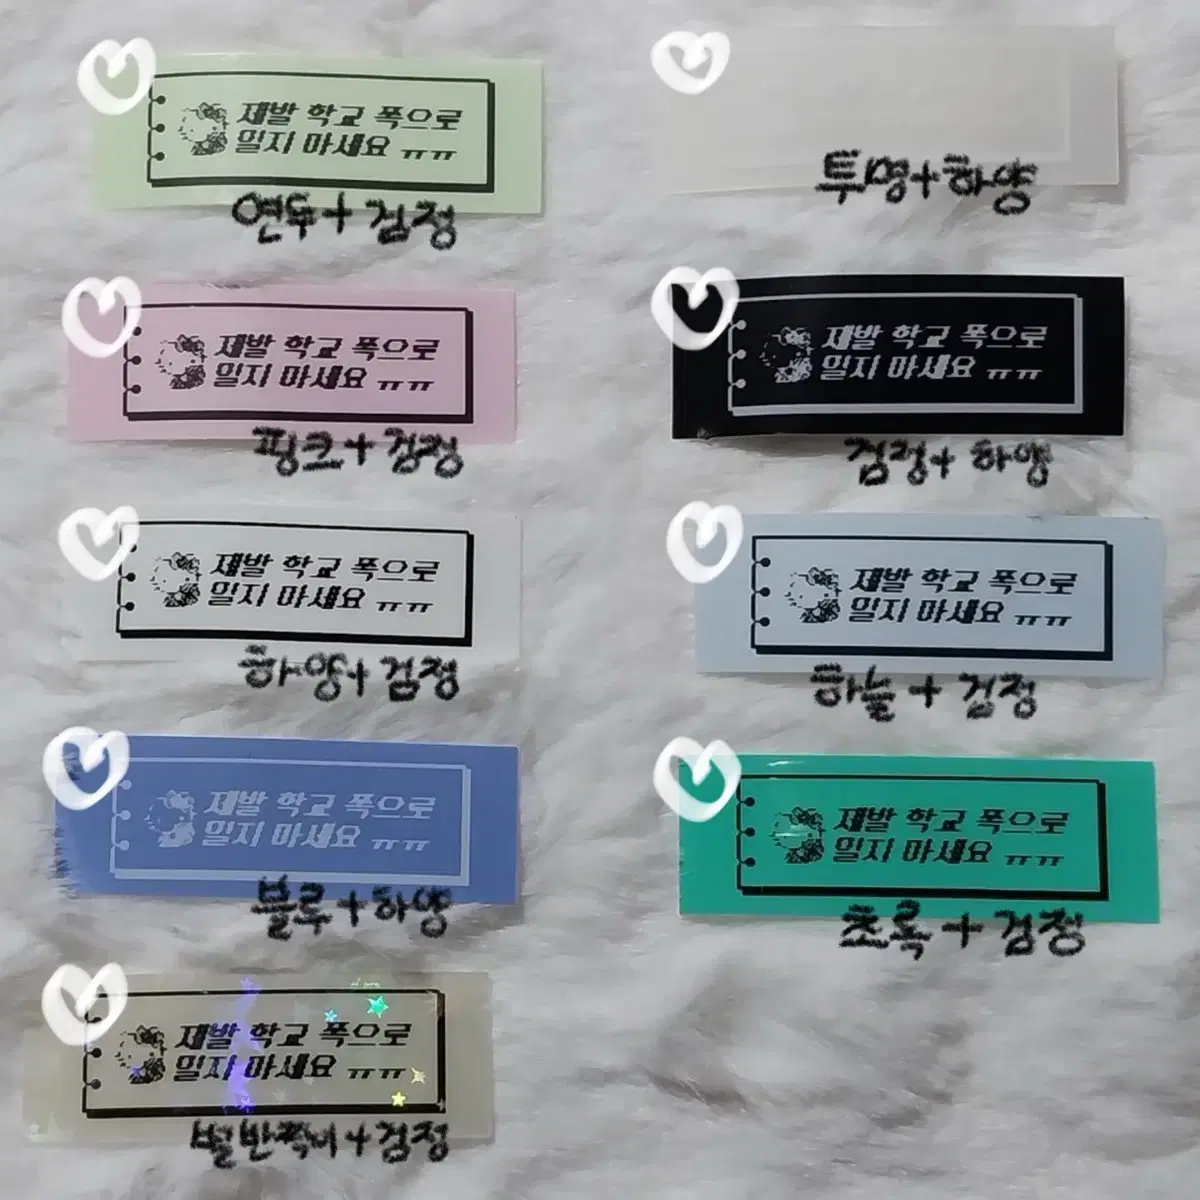 제발 학교 폭으로
밀지 마세요 ㅠㅠ
연두+검정
투명+하양
제발 학교 폭으로
밀지 마세요 ㅠㅠ
핑크+검정
제발 학교 폭으로
밀지 마세요 ㅠㅠ
검정+하양
제발 학교 폭으로
밀지 마세요 ㅠㅠ
하양+검정
제발 학교 폭으로
밀지 마세요 ㅠㅠ
하늘+검정
제발 학교 폭으로
밀지 마세요 ㅠㅠ
블루+하양
제발 학교 폭으로
밀지 마세요 ㅠㅠ
초록+검정
제발 학교 폭으로
밀지 마세요 ㅠㅠ
별반짝이+검정